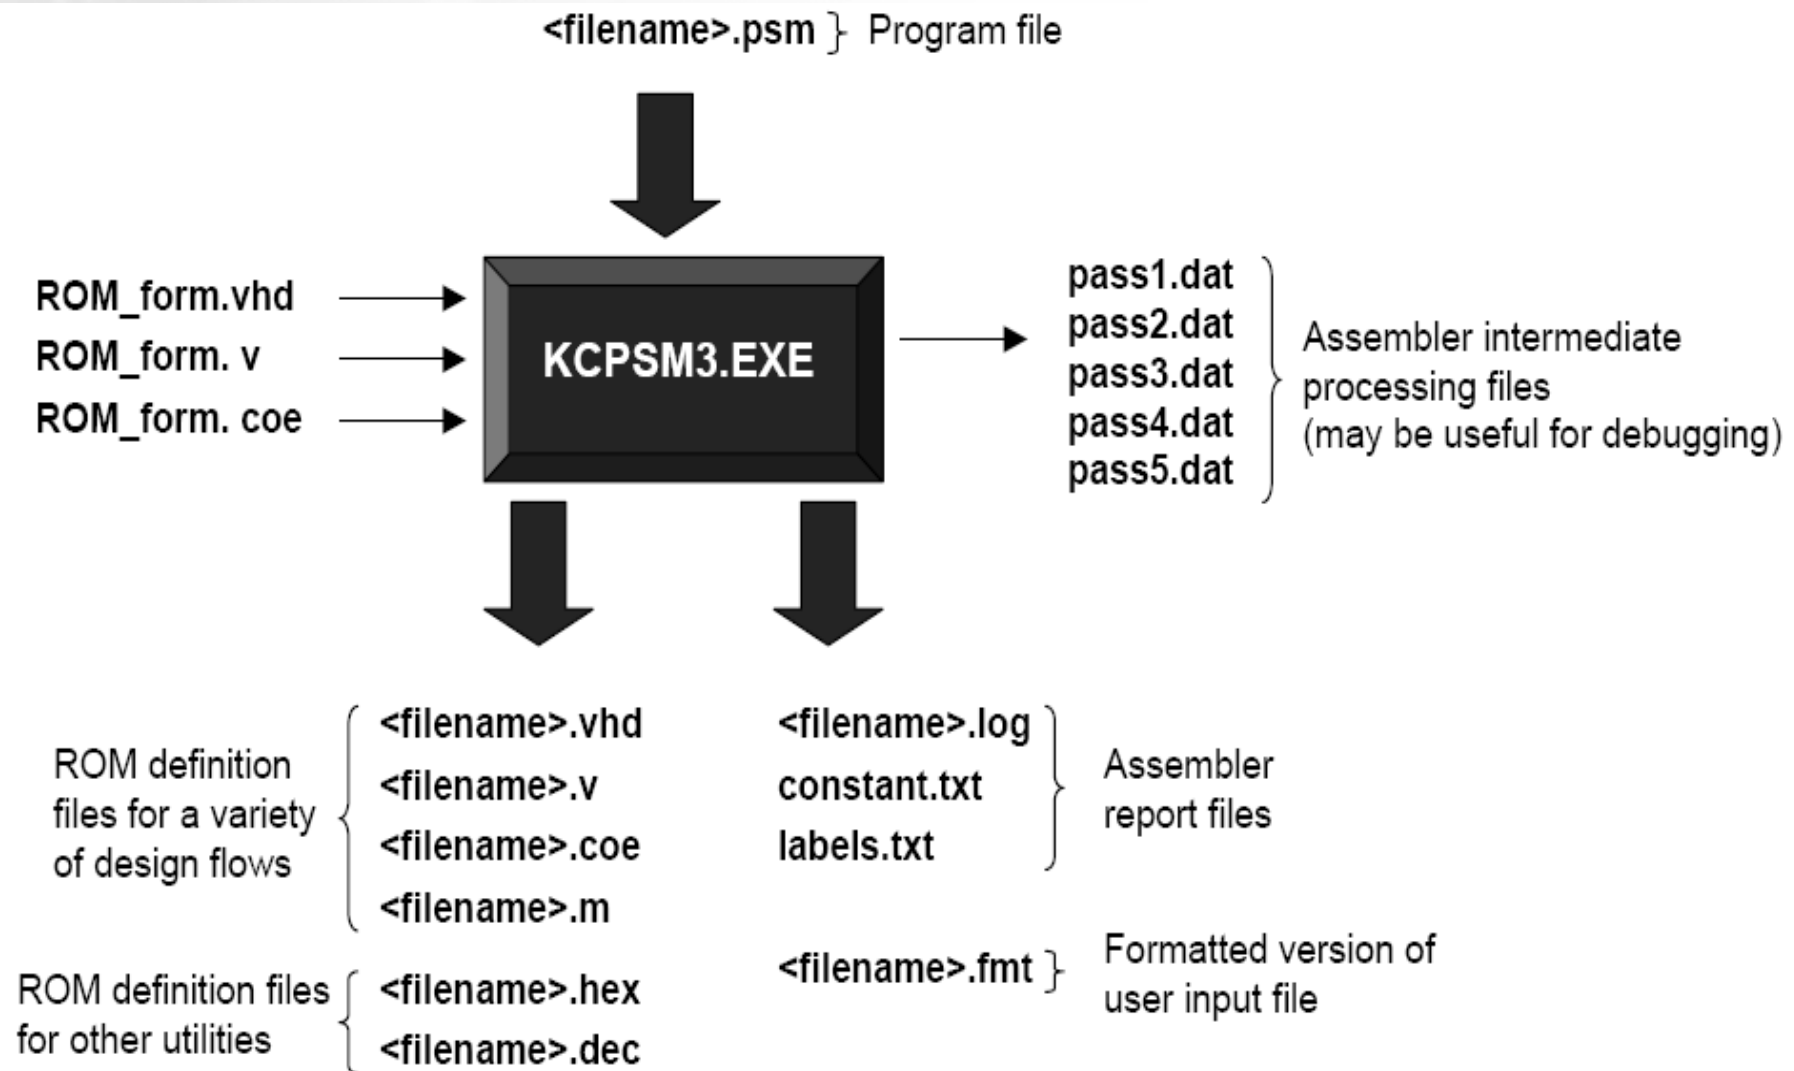 <filename>.psm } Program file
ROM_form.vhd
ROM_form. v
ROM_form. coe
KCPSM3.EXE
pass1.dat
pass2.dat
pass3.dat
pass4.dat
pass5.dat
Assembler intermediate
processing files
(may be useful for debugging)
ROM definition
files for a variety
of design flows
<filename>.vhd
<filename>.v
<filename>.coe
<filename>.m
ROM definition files
for other utilities
<filename>.hex
<filename>.dec
<filename>.log
constant.txt
labels.txt
Assembler
report files
<filename>.fmt }
Formatted version of
user input file